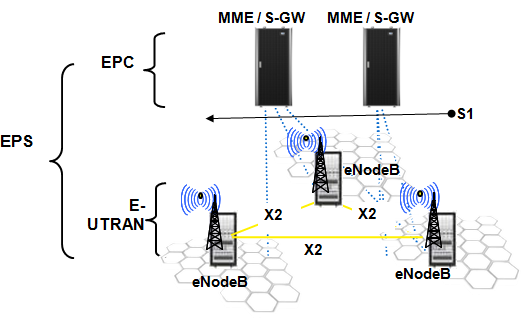 MME / S-GW
MME / S-GW
EPC
S1
EPS
eNodeB
E-
UTRAN
X2
X2
X2
eNodeB
eNodeB